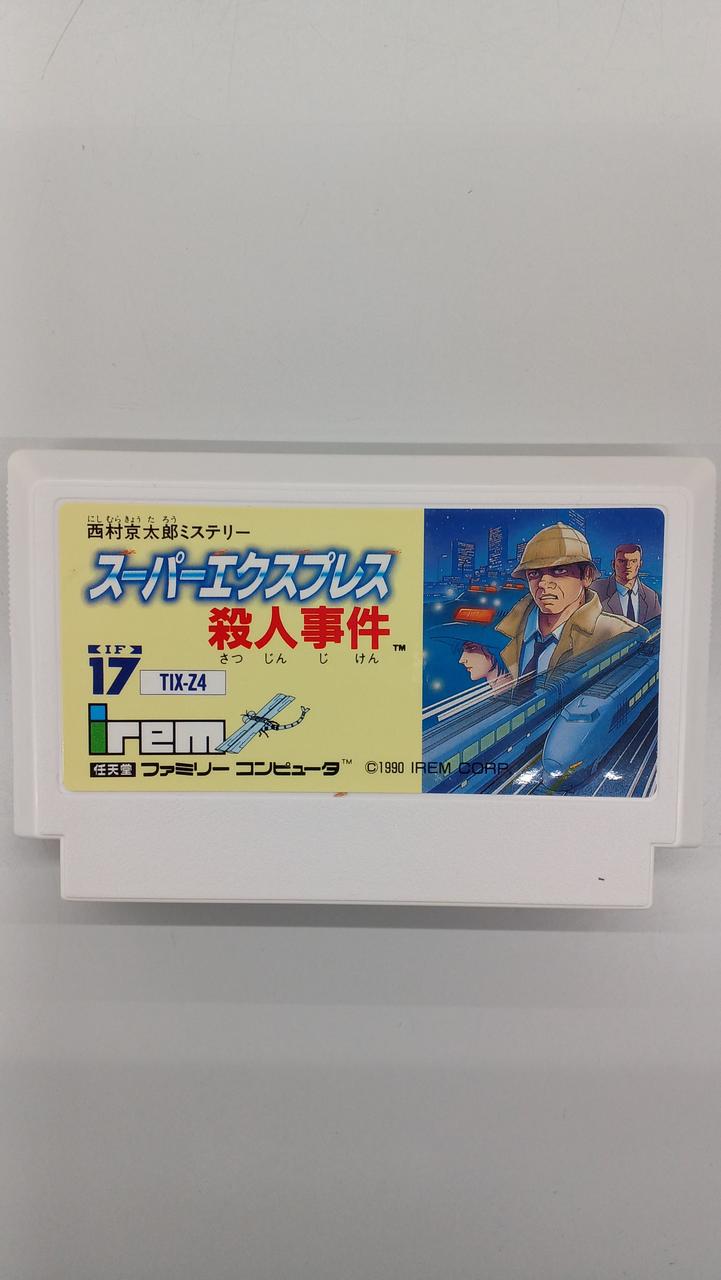 にしむらきょうたろう
西村京太郎ミステリー
スーパーエクスプレス
殺人事件™
さつ じん じ けん
IF
17
TIX-Z4
irem
任天堂 ファミリー コンピュータ™ ©1990 IREM CORP.